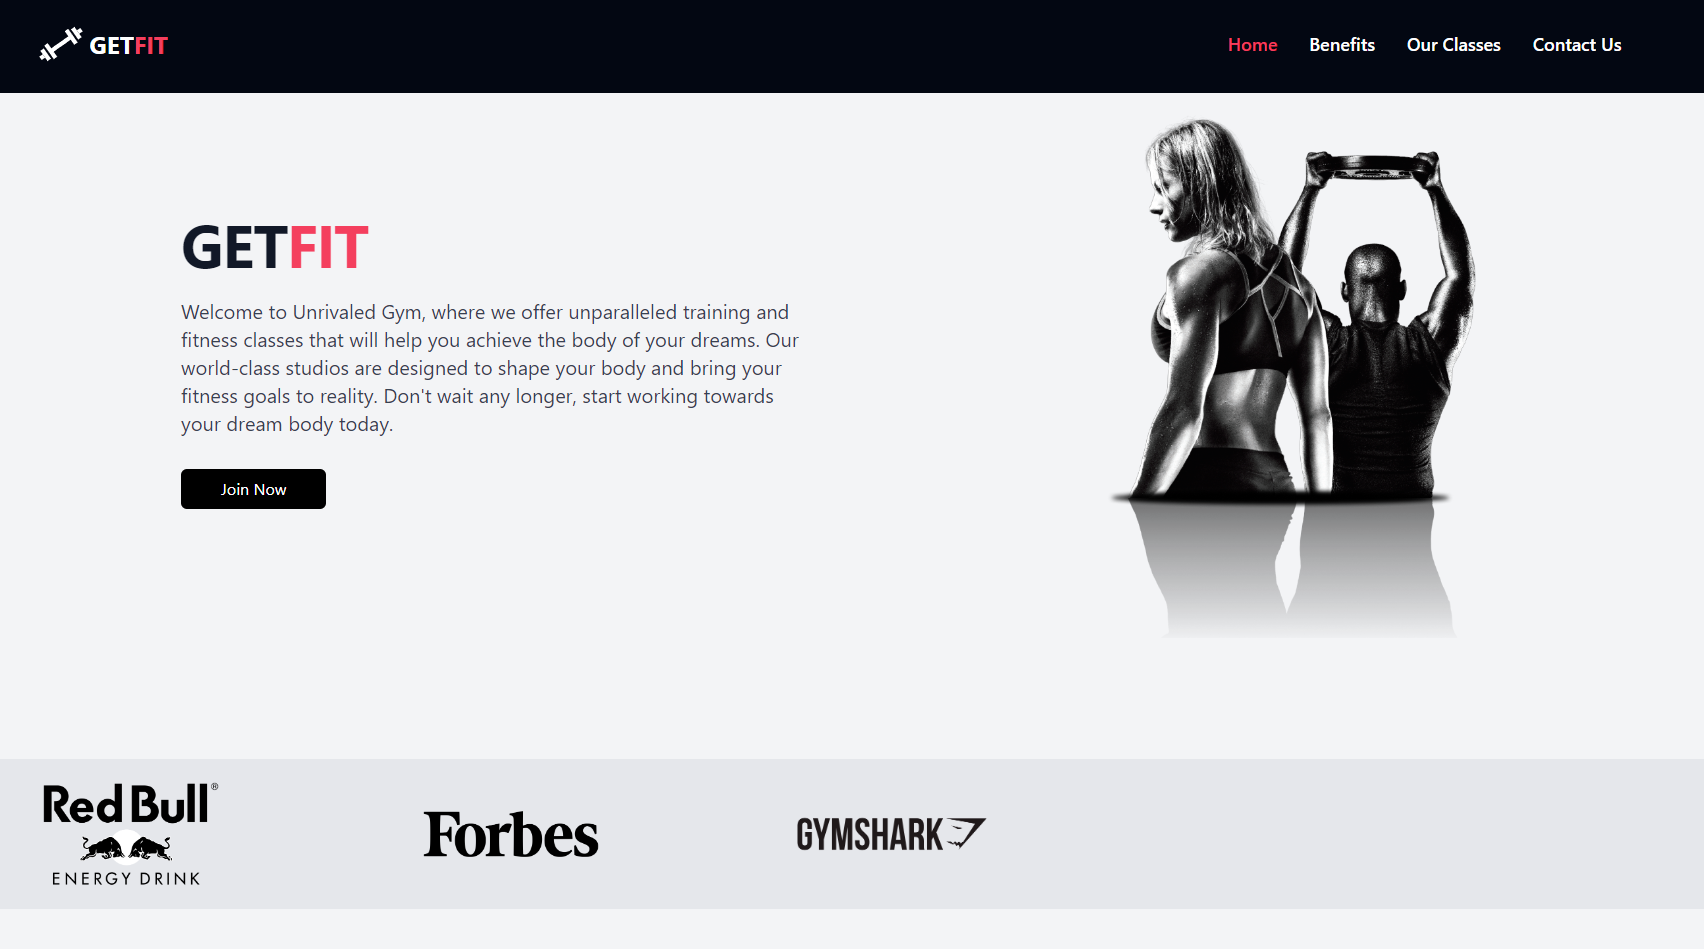 GETFIT
Home
Benefits
Our Classes
Contact Us
GETFIT
Welcome to Unrivaled Gym, where we offer unparalleled training and
fitness classes that will help you achieve the body of your dreams. Our
world-class studios are designed to shape your body and bring your
fitness goals to reality. Don't wait any longer, start working towards
your dream body today.
Join Now
Red Bull®
ENERGY DRINK
Forbes
GYMSHARK